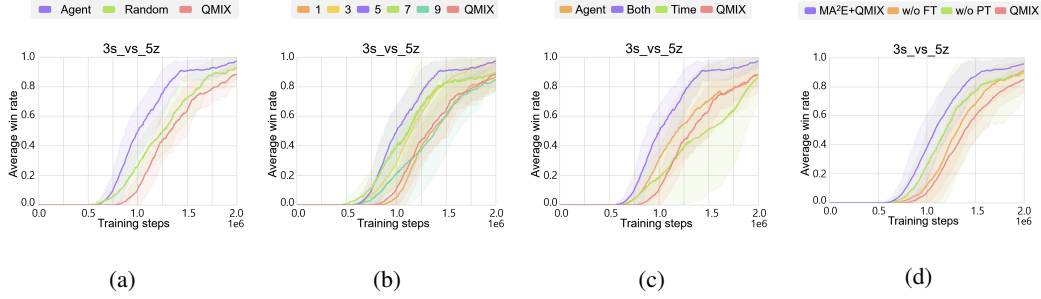 Agent Random QMIX
3s_vs_5z
Average win rate
1.0
0.8
0.6
0.4
0.2
0.0
0.0 0.5 1.0 1.5 2.0
Training steps 1e6
(a)
1 3 5 7 9 QMIX
3s_vs_5z
Average win rate
1.0
0.8
0.6
0.4
0.2
0.0
0.0 0.5 1.0 1.5 2.0
Training steps 1e6
(b)
Agent Both Time QMIX
3s_vs_5z
Average win rate
1.0
0.8
0.6
0.4
0.2
0.0
0.0 0.5 1.0 1.5 2.0
Training steps 1e6
(c)
MA²E+QMIX w/o FT w/o PT QMIX
3s_vs_5z
Average win rate
1.0
0.8
0.6
0.4
0.2
0.0
0.0 0.5 1.0 1.5 2.0
Training steps 1e6
(d)